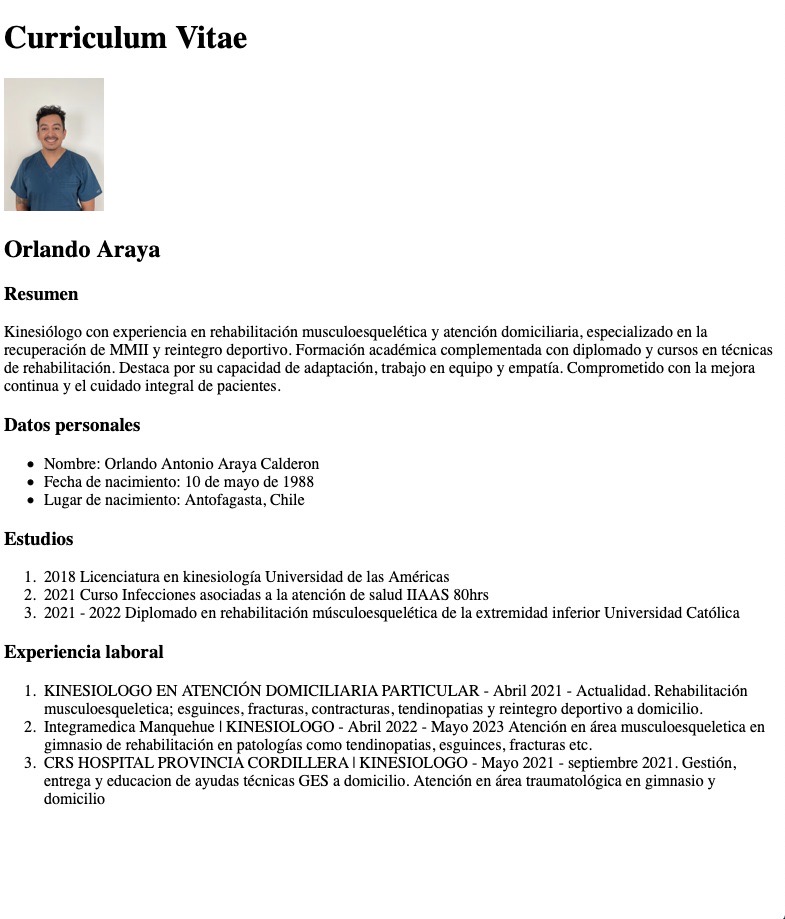 Curriculum Vitae
Orlando Araya
Resumen
Kinesiólogo con experiencia en rehabilitación musculoesquelética y atención domiciliaria, especializado en la
recuperación de MMII y reintegro deportivo. Formación académica complementada con diplomado y cursos en técnicas
de rehabilitación. Destaca por su capacidad de adaptación, trabajo en equipo y empatía. Comprometido con la mejora
continua y el cuidado integral de pacientes.
Datos personales
• Nombre: Orlando Antonio Araya Calderon
• Fecha de nacimiento: 10 de mayo de 1988
• Lugar de nacimiento: Antofagasta, Chile
Estudios
1. 2018 Licenciatura en kinesiología Universidad de las Américas
2. 2021 Curso Infecciones asociadas a la atención de salud IIAAS 80hrs
3. 2021 - 2022 Diplomado en rehabilitación músculoesquelética de la extremidad inferior Universidad Católica
Experiencia laboral
1. KINESIOLOGO EN ATENCIÓN DOMICILIARIA PARTICULAR - Abril 2021 - Actualidad. Rehabilitación
musculoesqueletica; esguinces, fracturas, contracturas, tendinopatias y reintegro deportivo a domicilio.
2. Integramedica Manquehue | KINESIOLOGO - Abril 2022 - Mayo 2023 Atención en área musculoesqueletica en
gimnasio de rehabilitación en patologías como tendinopatias, esguinces, fracturas etc.
3. CRS HOSPITAL PROVINCIA CORDILLERA | KINESIOLOGO - Mayo 2021 - septiembre 2021. Gestión,
entrega y educacion de ayudas técnicas GES a domicilio. Atención en área traumatológica en gimnasio y
domicilio